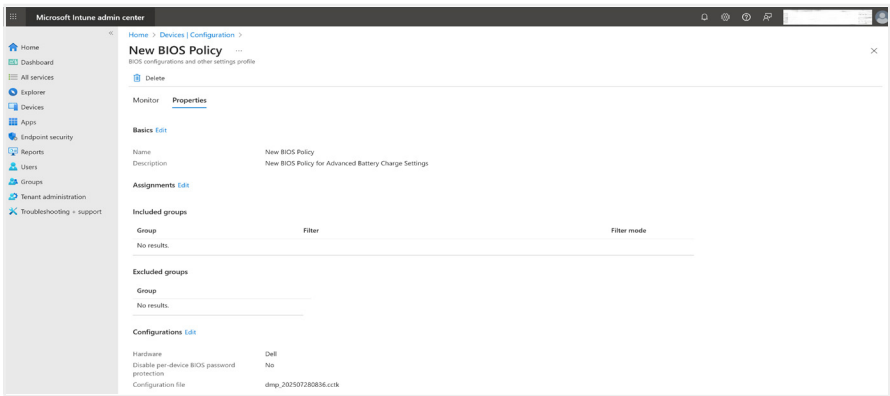 Microsoft Intune admin center
Home > Devices | Configuration >
New BIOS Policy ...
BIOS configurations and other settings profile
Delete
Monitor Properties
Home
Dashboard
All services
Explorer
Devices
Apps
Endpoint security
Reports
Users
Groups
Tenant administration
Troubleshooting + support
Basics Edit
Name New BIOS Policy
Description New BIOS Policy for Advanced Battery Charge Settings
Assignments Edit
Included groups
Group Filter Filter mode
No results.
Excluded groups
Group
No results.
Configurations Edit
Hardware Dell
Disable per-device BIOS password No
protection
Configuration file dmp_202507280836.cctk